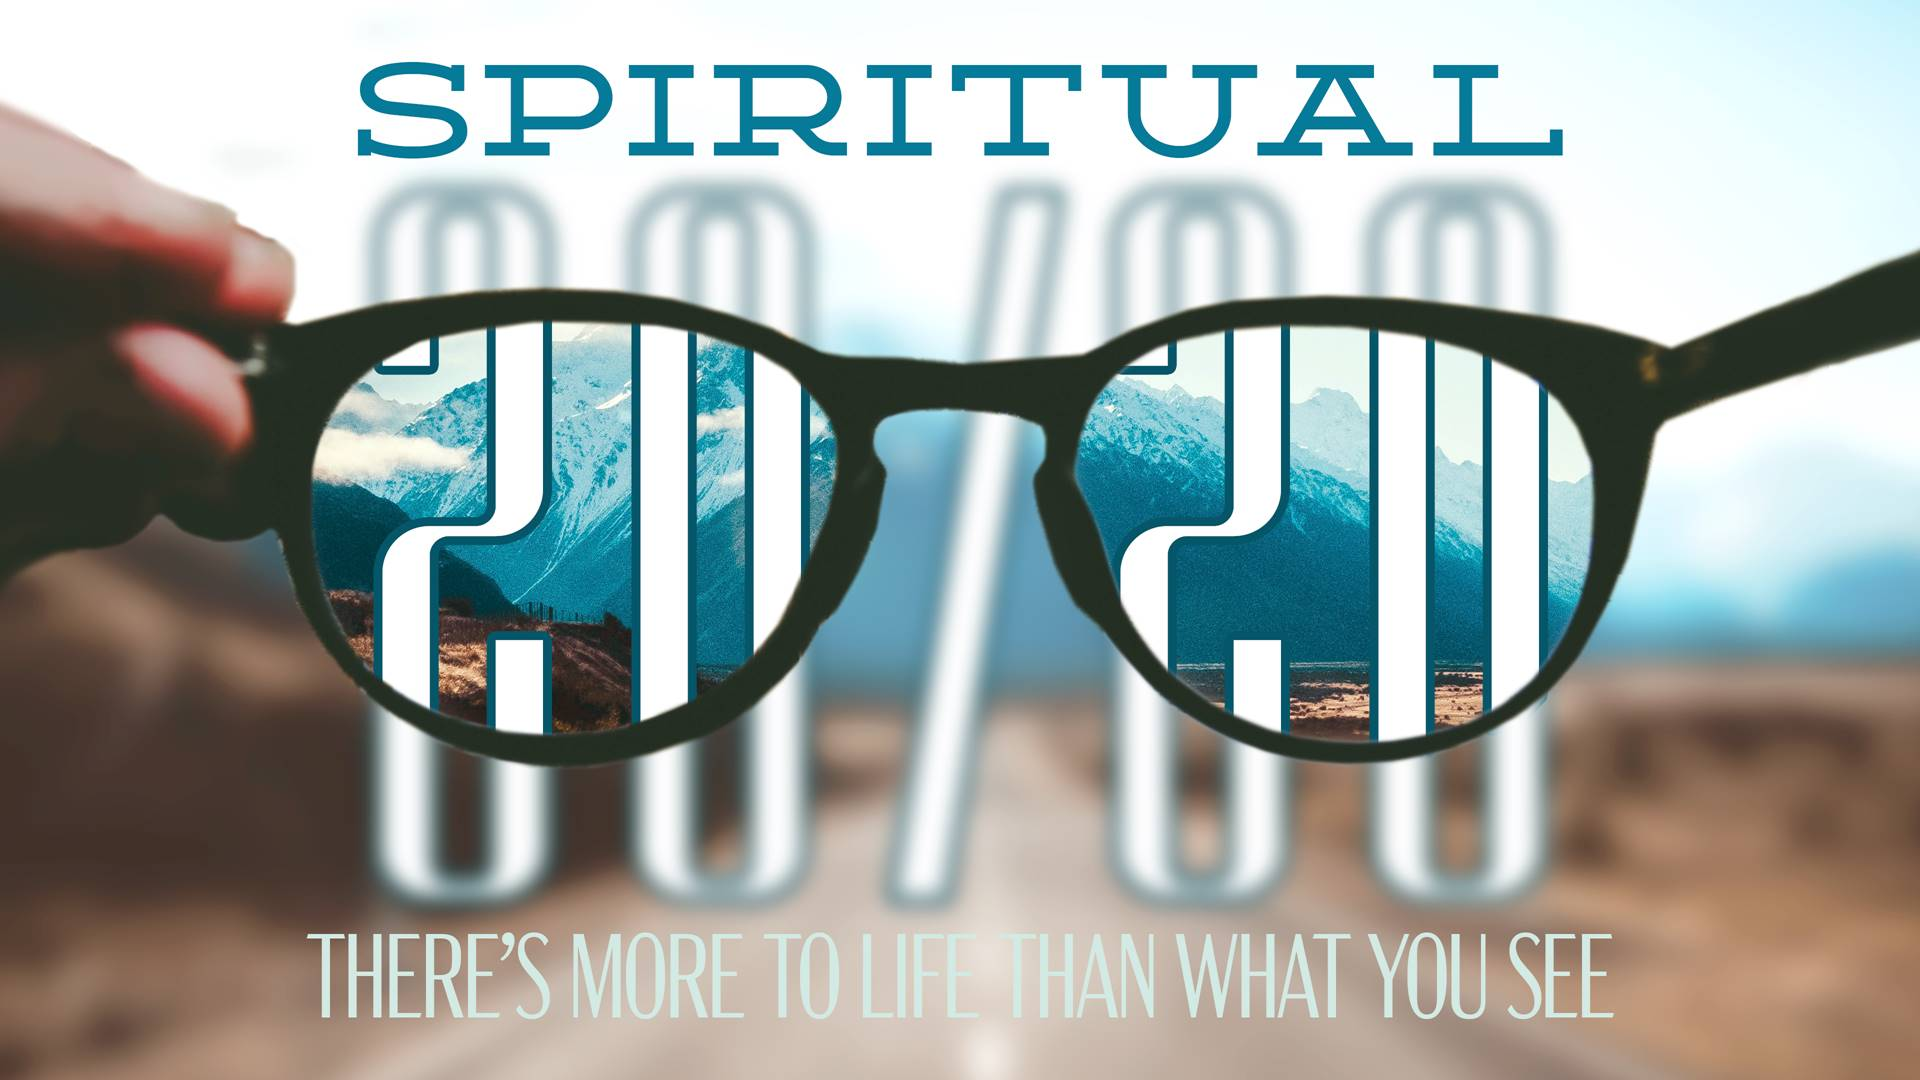 SPIRITUAL
20/20
THERE'S MORE TO LIFE THAN WHAT YOU SEE